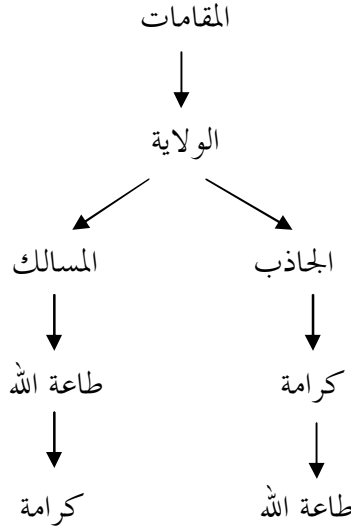 المقامات
الولاية
الجاذب المسالك
كرامة طاعة الله
طاعة الله كرامة